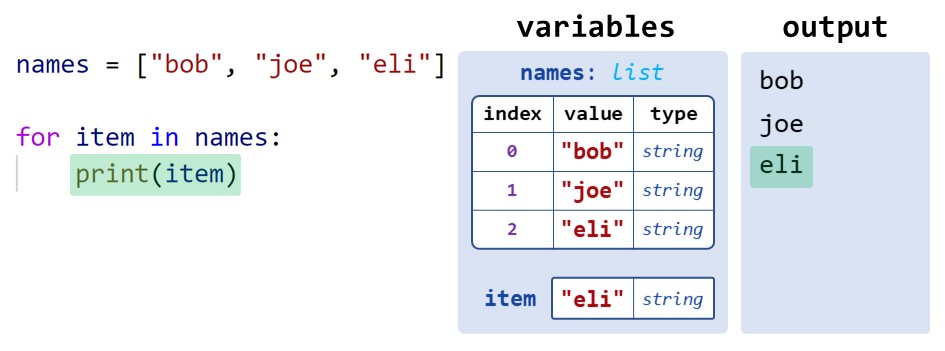 names = ["bob", "joe", "eli"]
for item in names:
    print(item)
variables
names: list
index value type
0 "bob" string
1 "joe" string
2 "eli" string
item "eli" string
output
bob
joe
eli